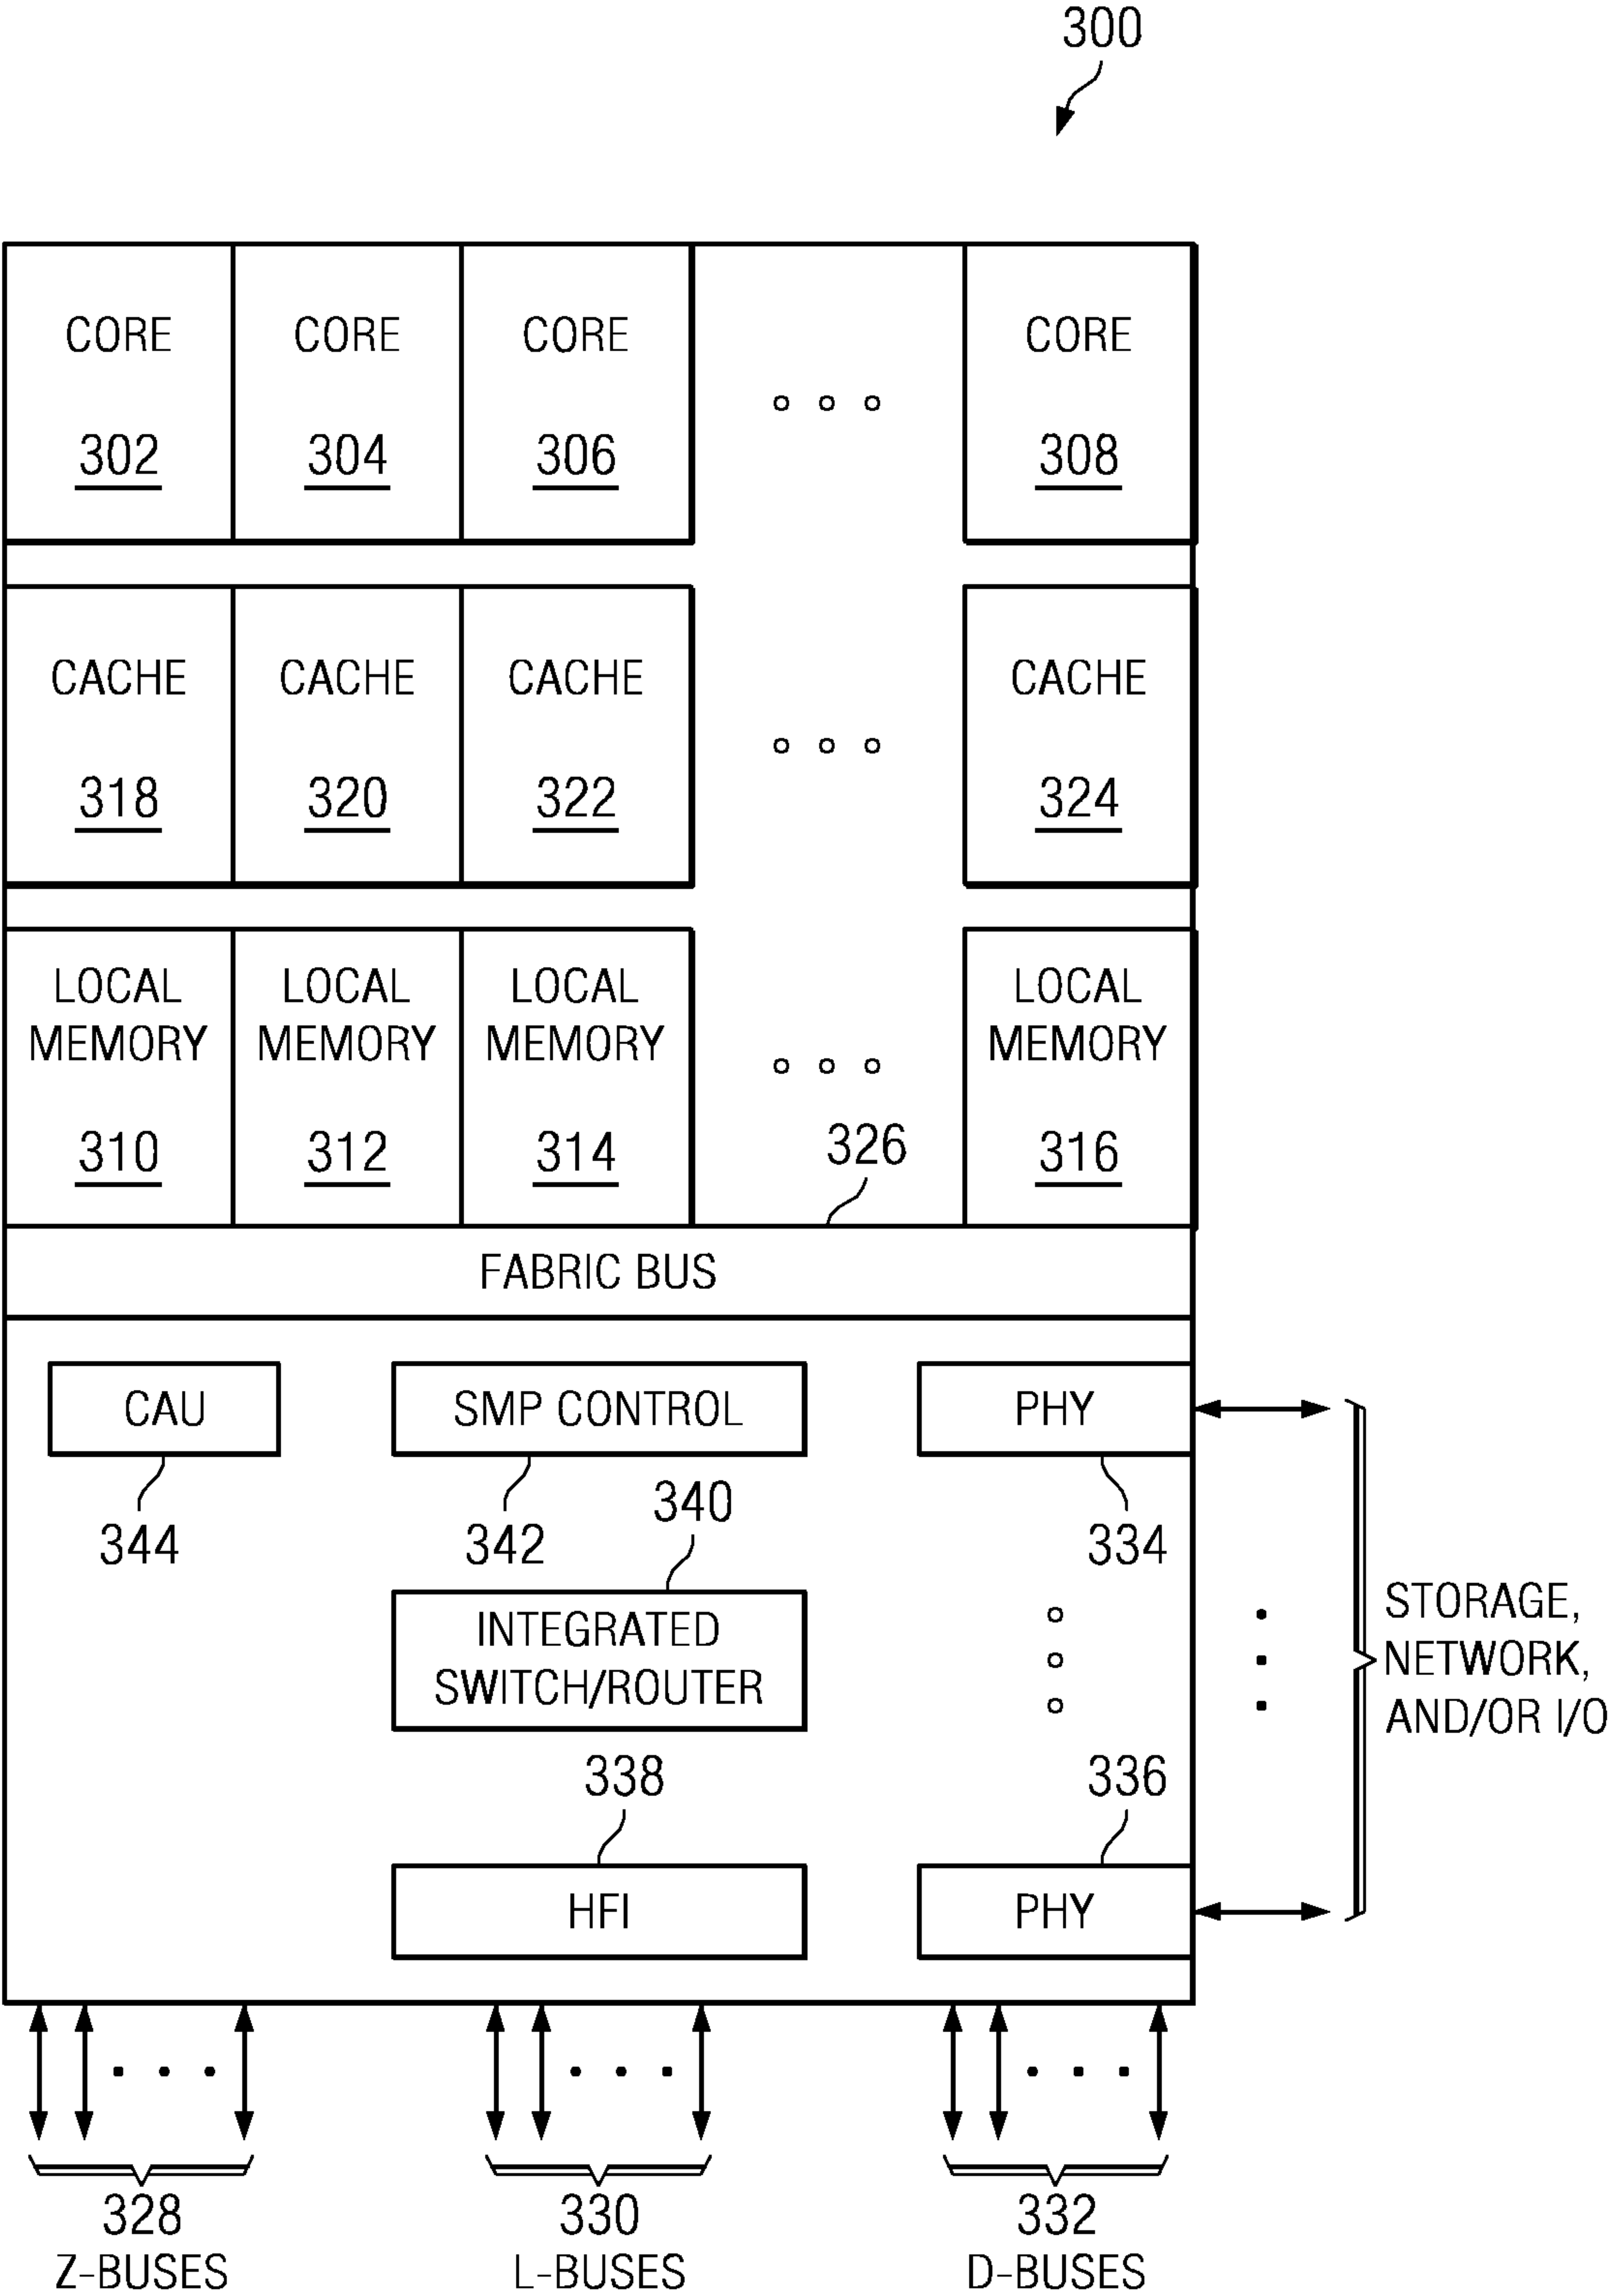 300
CORE CORE CORE CORE
302 304 306 308
CACHE CACHE CACHE CACHE
318 320 322 324
LOCAL LOCAL LOCAL LOCAL
MEMORY MEMORY MEMORY MEMORY
310 312 314 326 316
FABRIC BUS
CAU SMP CONTROL PHY
344 342 340 334
INTEGRATED
SWITCH/ROUTER
STORAGE,
NETWORK,
AND/OR I/O
338 336
HFI PHY
328 330 332
Z-BUSES L-BUSES D-BUSES